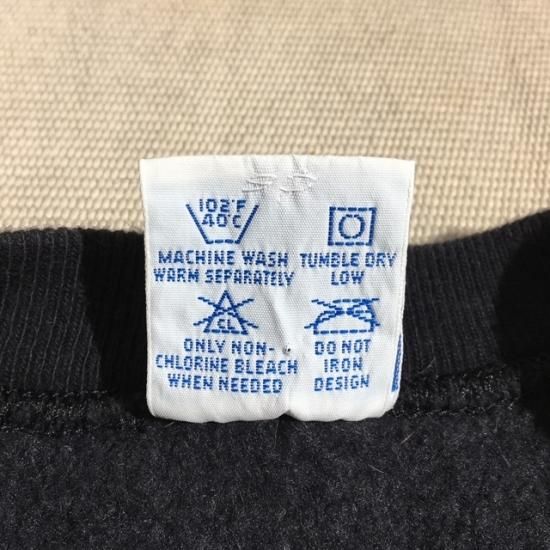 102°F
40°C
MACHINE WASH
WARM SEPARATELY
TUMBLE DRY
LOW
CL
ONLY NON-
CHLORINE BLEACH
WHEN NEEDED
DO NOT
IRON
DESIGN